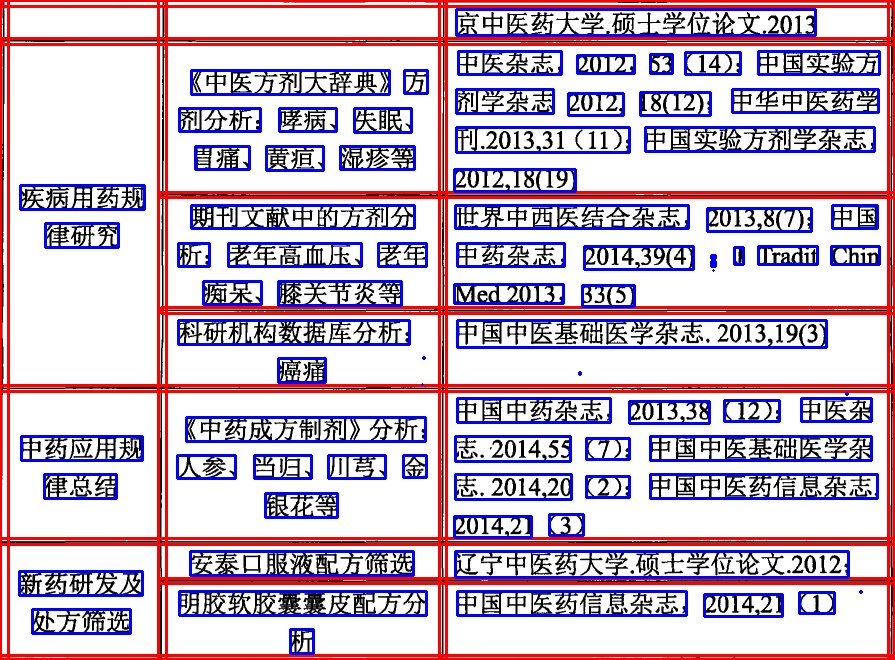 京中医药大学.硕士学位论文.2013
疾病用药规
律研究
《中医方剂大辞典》方
剂分析：哮病、失眠、
胃痛、黄疸、湿疹等
中医杂志，2012，53（14）；中国实验方
剂学杂志 2012，18(12)；中华中医药学
刊.2013,31（11）；中国实验方剂学杂志，
2012,18(19)
期刊文献中的方剂分
析：老年高血压、老年
痴呆、膝关节炎等
世界中西医结合杂志，2013,8(7)；中国
中药杂志，2014,39(4)；J Tradit Chin
Med 2013，33(5)
科研机构数据库分析：
癌痛
中国中医基础医学杂志. 2013,19(3)
中药应用规
律总结
《中药成方制剂》分析：
人参、当归、川芎、金
银花等
中国中药杂志，2013,38（12）；中医杂
志. 2014,55（7）；中国中医基础医学杂
志. 2014,20（2）；中国中医药信息杂志.
2014,21（3）
新药研发及
处方筛选
安泰口服液配方筛选
辽宁中医药大学.硕士学位论文.2012；
明胶软胶囊囊皮配方分
析
中国中医药信息杂志，2014,21（1）